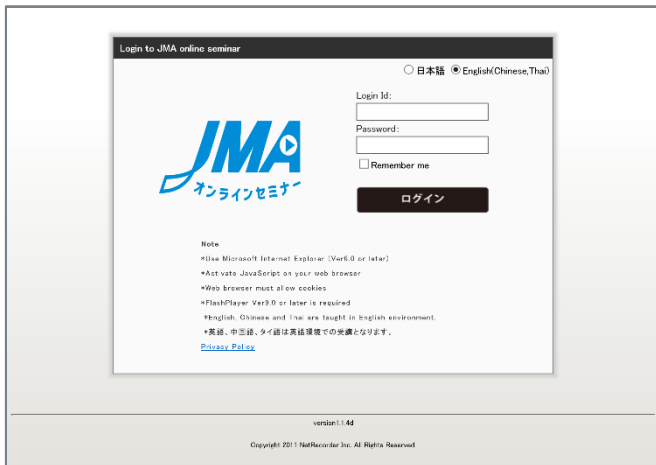 Login to JMA online seminar
日本語 English(Chinese,Thai)
Login Id:
Password:
Remember me
JMA
オンラインセミナー
ログイン
Note
*Use Microsoft Internet Explorer (Ver6.0 or later)
*Activate JavaScript on your web browser
*Web browser must allow cookies
*FlashPlayer Ver9.0 or later is required
*English, Chinese and Thai are taught in English environment.
*英語、中国語、タイ語は英語環境での受講となります。
Privacy Policy
version1.1.4d
Copyright 2011 NetRecorder Inc. All Rights Reserved.